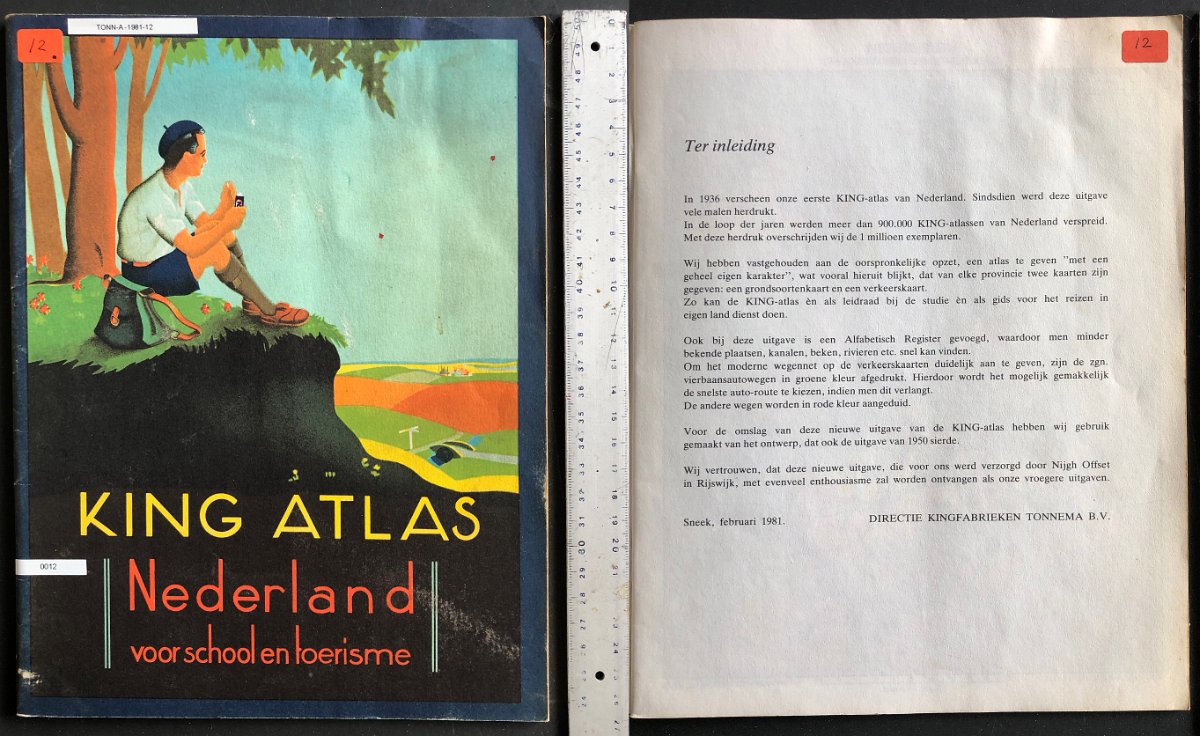 TONN-A-1981-12
12
KING ATLAS
0012
Nederland
voor school en toerisme
12
Ter inleiding
In 1936 verscheen onze eerste KING-atlas van Nederland. Sindsdien werd deze uitgave
vele malen herdrukt.
In de loop der jaren werden meer dan 900.000 KING-atlassen van Nederland verspreid.
Met deze herdruk overschrijden wij de 1 millioen exemplaren.
Wij hebben vastgehouden aan de oorspronkelijke opzet, een atlas te geven "met een
geheel eigen karakter", wat vooral hieruit blijkt, dat van elke provincie twee kaarten zijn
gegeven: een grondsoortenkaart en een verkeerskaart.
Zo kan de KING-atlas èn als leidraad bij de studie èn als gids voor het reizen in
eigen land dienst doen.
Ook bij deze uitgave is een Alfabetisch Register gevoegd, waardoor men minder
bekende plaatsen, kanalen, beken, rivieren etc. snel kan vinden.
Om het moderne wegennet op de verkeerskaarten duidelijk aan te geven, zijn de zgn.
vierbaansautowegen in groene kleur afgedrukt. Hierdoor wordt het mogelijk gemakkelijk
de snelste auto-route te kiezen, indien men dit verlangt.
De andere wegen worden in rode kleur aangeduid.
Voor de omslag van deze nieuwe uitgave van de KING-atlas hebben wij gebruik
gemaakt van het ontwerp, dat ook de uitgave van 1950 sierde.
Wij vertrouwen, dat deze nieuwe uitgave, die voor ons werd verzorgd door Nijgh Offset
in Rijswijk, met evenveel enthousiasme zal worden ontvangen als onze vroegere uitgaven.
Sneek, februari 1981. DIRECTIE KINGFABRIEKEN TONNEMA B.V.